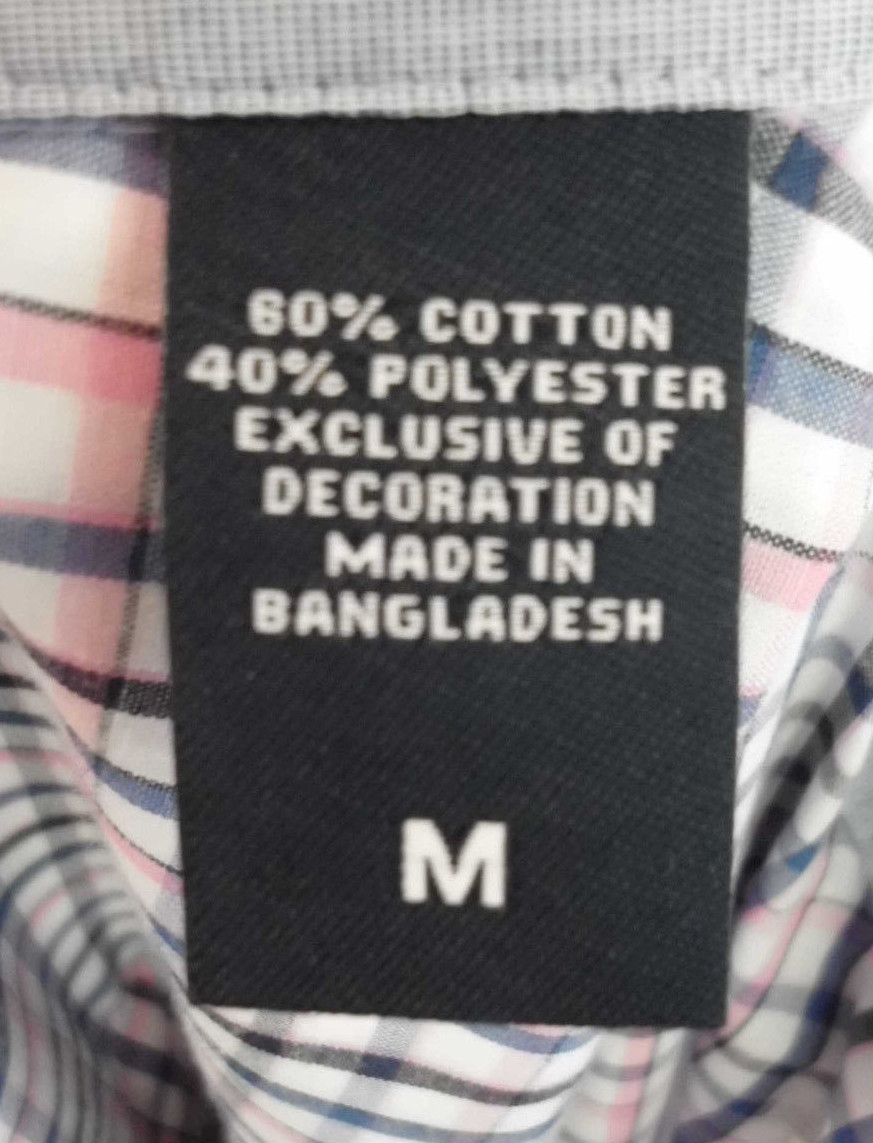 60% COTTON
40% POLYESTER
EXCLUSIVE OF
DECORATION
MADE IN
BANGLADESH
M